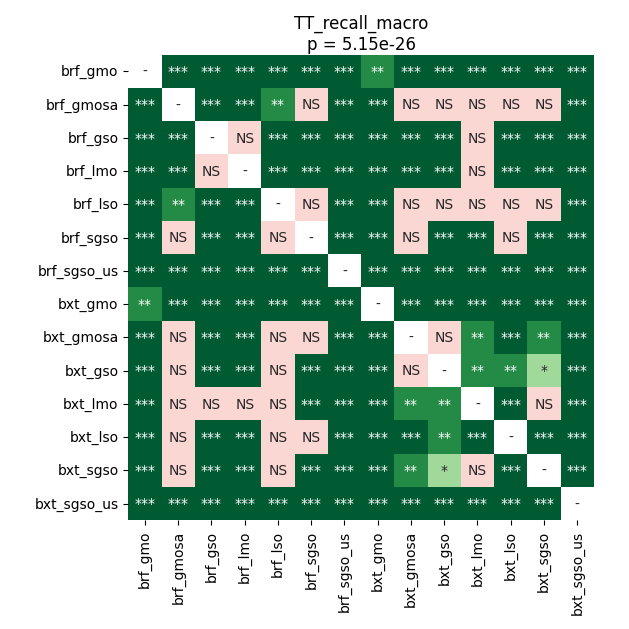 TT_recall_macro
p = 5.15e-26
brf_gmo - *** *** *** *** *** *** ** *** *** *** *** *** ***
brf_gmosa *** - *** *** ** NS *** *** NS NS NS NS NS ***
brf_gso *** *** - NS *** *** *** *** *** *** NS *** *** ***
brf_lmo *** *** NS - *** *** *** *** *** *** NS *** *** ***
brf_lso *** ** *** *** - NS *** *** NS NS NS NS NS ***
brf_sgso *** NS *** *** NS - *** *** NS *** *** NS *** ***
brf_sgso_us *** *** *** *** *** *** - *** *** *** *** *** *** ***
bxt_gmo ** *** *** *** *** *** *** - *** *** *** *** *** ***
bxt_gmosa *** NS *** *** NS NS *** *** - NS ** *** ** ***
bxt_gso *** NS *** *** NS *** *** *** NS - ** ** * ***
bxt_lmo *** NS NS NS NS *** *** *** ** ** - *** NS ***
bxt_lso *** NS *** *** NS NS *** *** *** ** *** - *** ***
bxt_sgso *** NS *** *** NS *** *** *** ** * NS *** - ***
bxt_sgso_us *** *** *** *** *** *** *** *** *** *** *** *** *** -
brf_gmo brf_gmosa brf_gso brf_lmo brf_lso brf_sgso brf_sgso_us bxt_gmo bxt_gmosa bxt_gso bxt_lmo bxt_lso bxt_sgso bxt_sgso_us